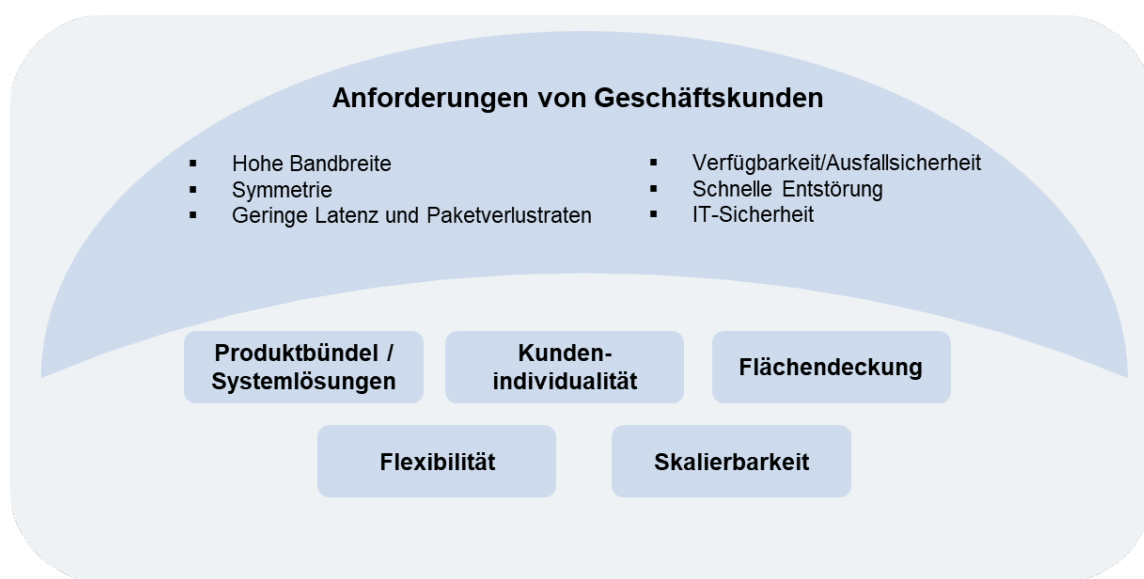 Anforderungen von Geschäftskunden
▪ Hohe Bandbreite
▪ Symmetrie
▪ Geringe Latenz und Paketverlustraten
▪ Verfügbarkeit/Ausfallsicherheit
▪ Schnelle Entstörung
▪ IT-Sicherheit
Produktbündel /
Systemlösungen
Kunden-
individualität
Flächendeckung
Flexibilität
Skalierbarkeit